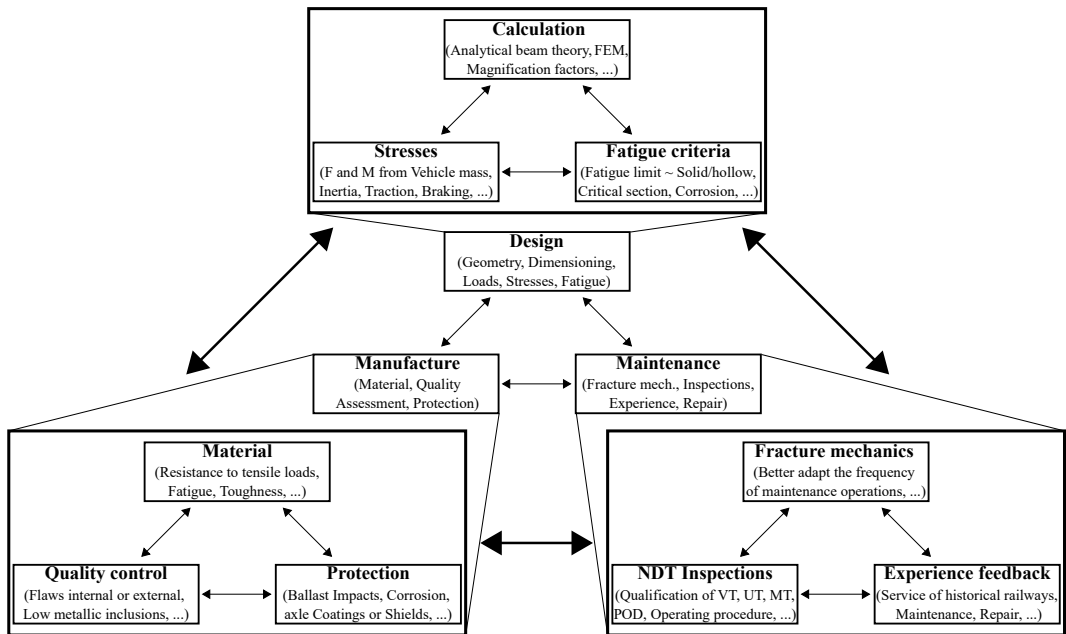 Calculation
(Analytical beam theory, FEM,
Magnification factors, ...)
Stresses
(F and M from Vehicle mass,
Inertia, Traction, Braking, ...)
Fatigue criteria
(Fatigue limit ~ Solid/hollow,
Critical section, Corrosion, ...)
Design
(Geometry, Dimensioning,
Loads, Stresses, Fatigue)
Manufacture
(Material, Quality
Assessment, Protection)
Maintenance
(Fracture mech., Inspections,
Experience, Repair)
Material
(Resistance to tensile loads,
Fatigue, Toughness, ...)
Quality control
(Flaws internal or external,
Low metallic inclusions, ...)
Protection
(Ballast Impacts, Corrosion,
axle Coatings or Shields, ...)
Fracture mechanics
(Better adapt the frequency
of maintenance operations, ...)
NDT Inspections
(Qualification of VT, UT, MT,
POD, Operating procedure, ...)
Experience feedback
(Service of historical railways,
Maintenance, Repair, ...)